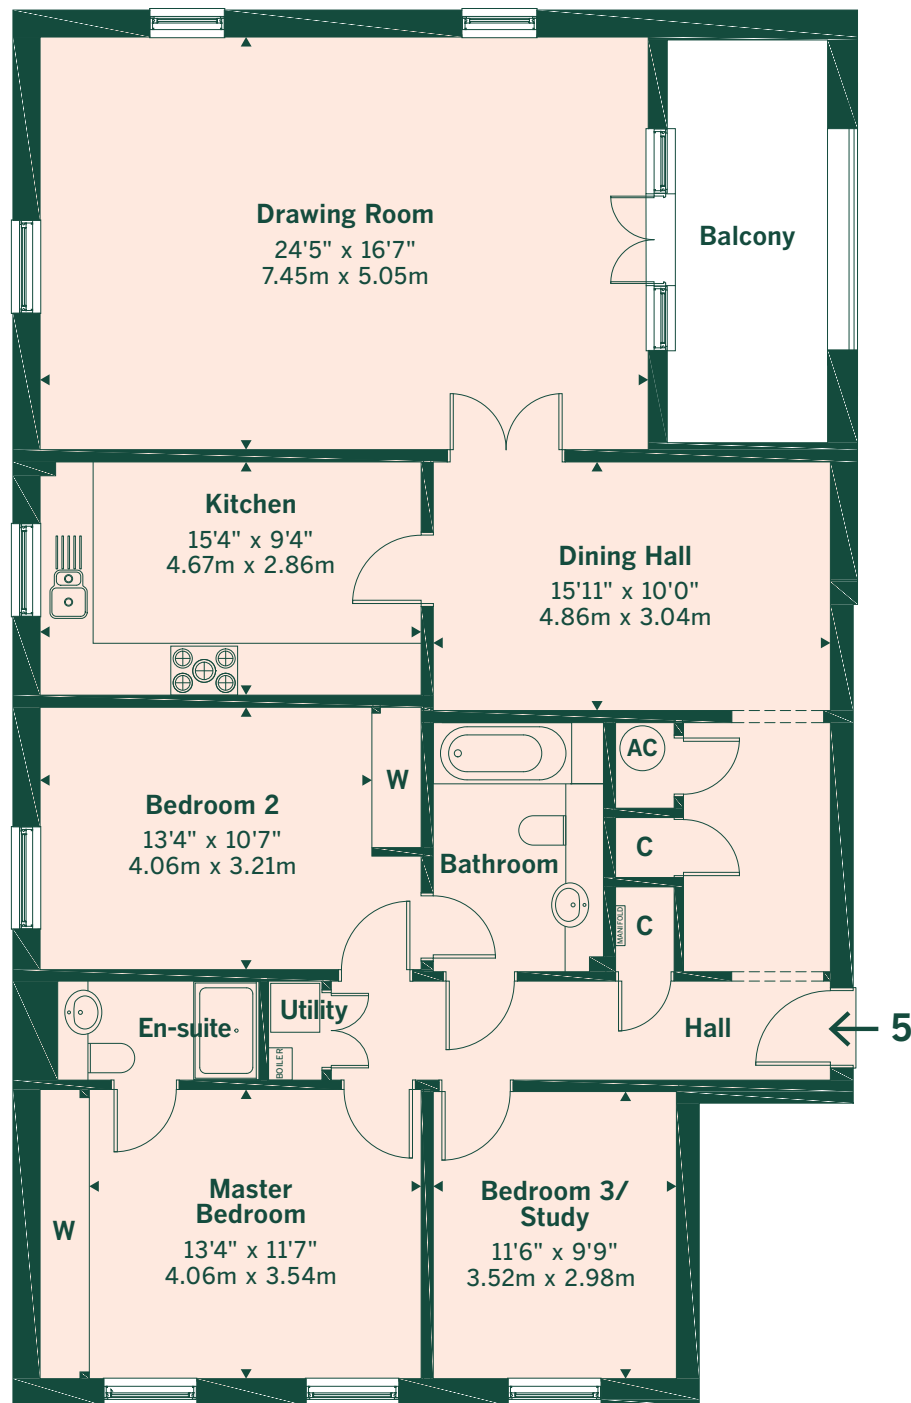 Drawing Room
24'5" x 16'7"
7.45m x 5.05m
Balcony
Kitchen
15'4" x 9'4"
4.67m x 2.86m
Dining Hall
15'11" x 10'0"
4.86m x 3.04m
Bedroom 2
13'4" x 10'7"
4.06m x 3.21m
W
Bathroom
AC
C
MANIFOLD
C
En-suite
Utility
BOILER
Hall
5
Master
Bedroom
13'4" x 11'7"
4.06m x 3.54m
W
Bedroom 3/
Study
11'6" x 9'9"
3.52m x 2.98m